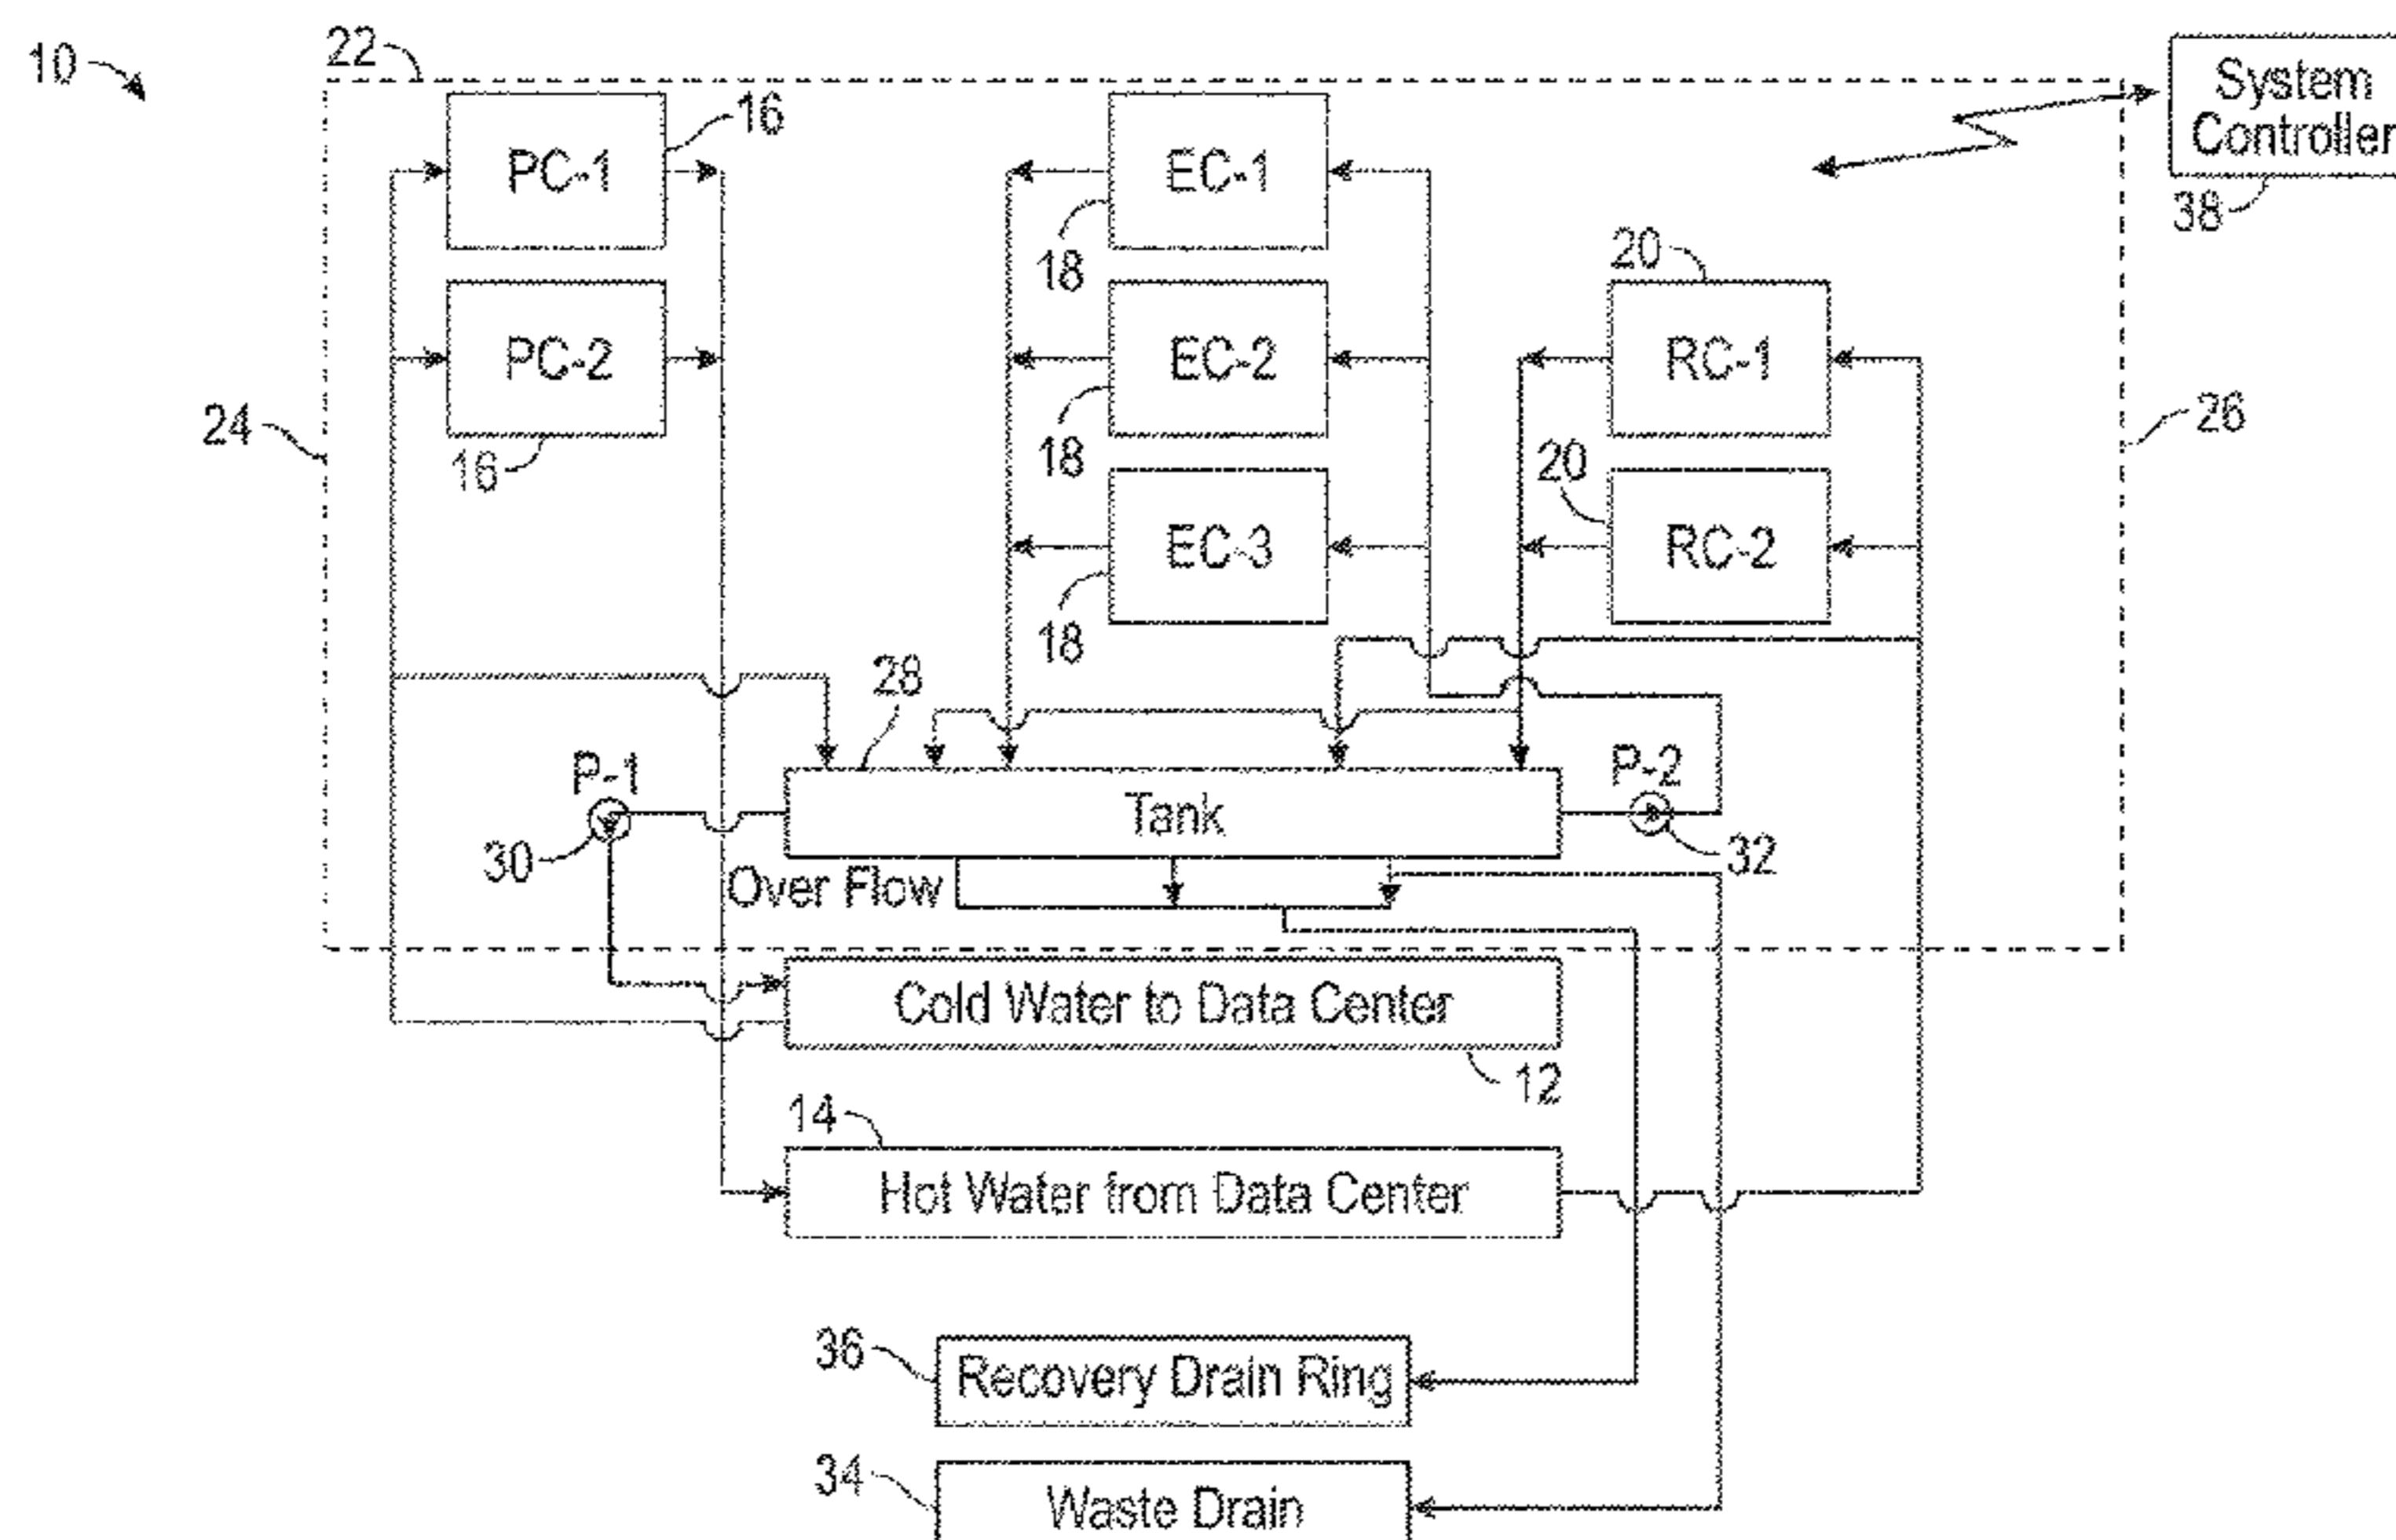 10
22
System
Controller
38
PC-1
16
EC-1
18
20
PC-2
16
EC-2
18
RC-1
24
26
20
EC-3
18
RC-2
28
P-1
30
Tank
P-2
32
Over Flow
Cold Water to Data Center
12
14
Hot Water from Data Center
36
Recovery Drain Ring
34
Waste Drain